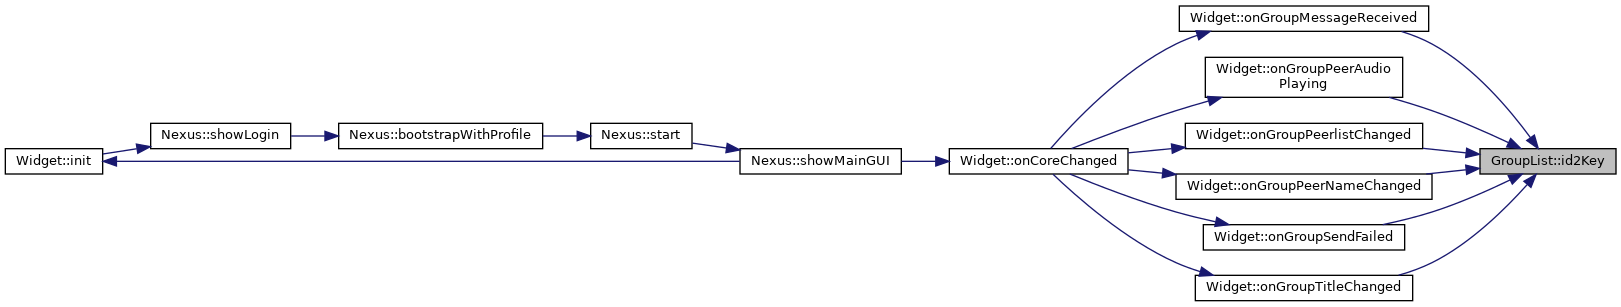 Widget::onGroupMessageReceived
Widget::onGroupPeerAudio
Playing
Nexus::showLogin
Nexus::bootstrapWithProfile
Nexus::start
Widget::onGroupPeerlistChanged
Widget::init
Nexus::showMainGUI
Widget::onCoreChanged
GroupList::id2Key
Widget::onGroupPeerNameChanged
Widget::onGroupSendFailed
Widget::onGroupTitleChanged